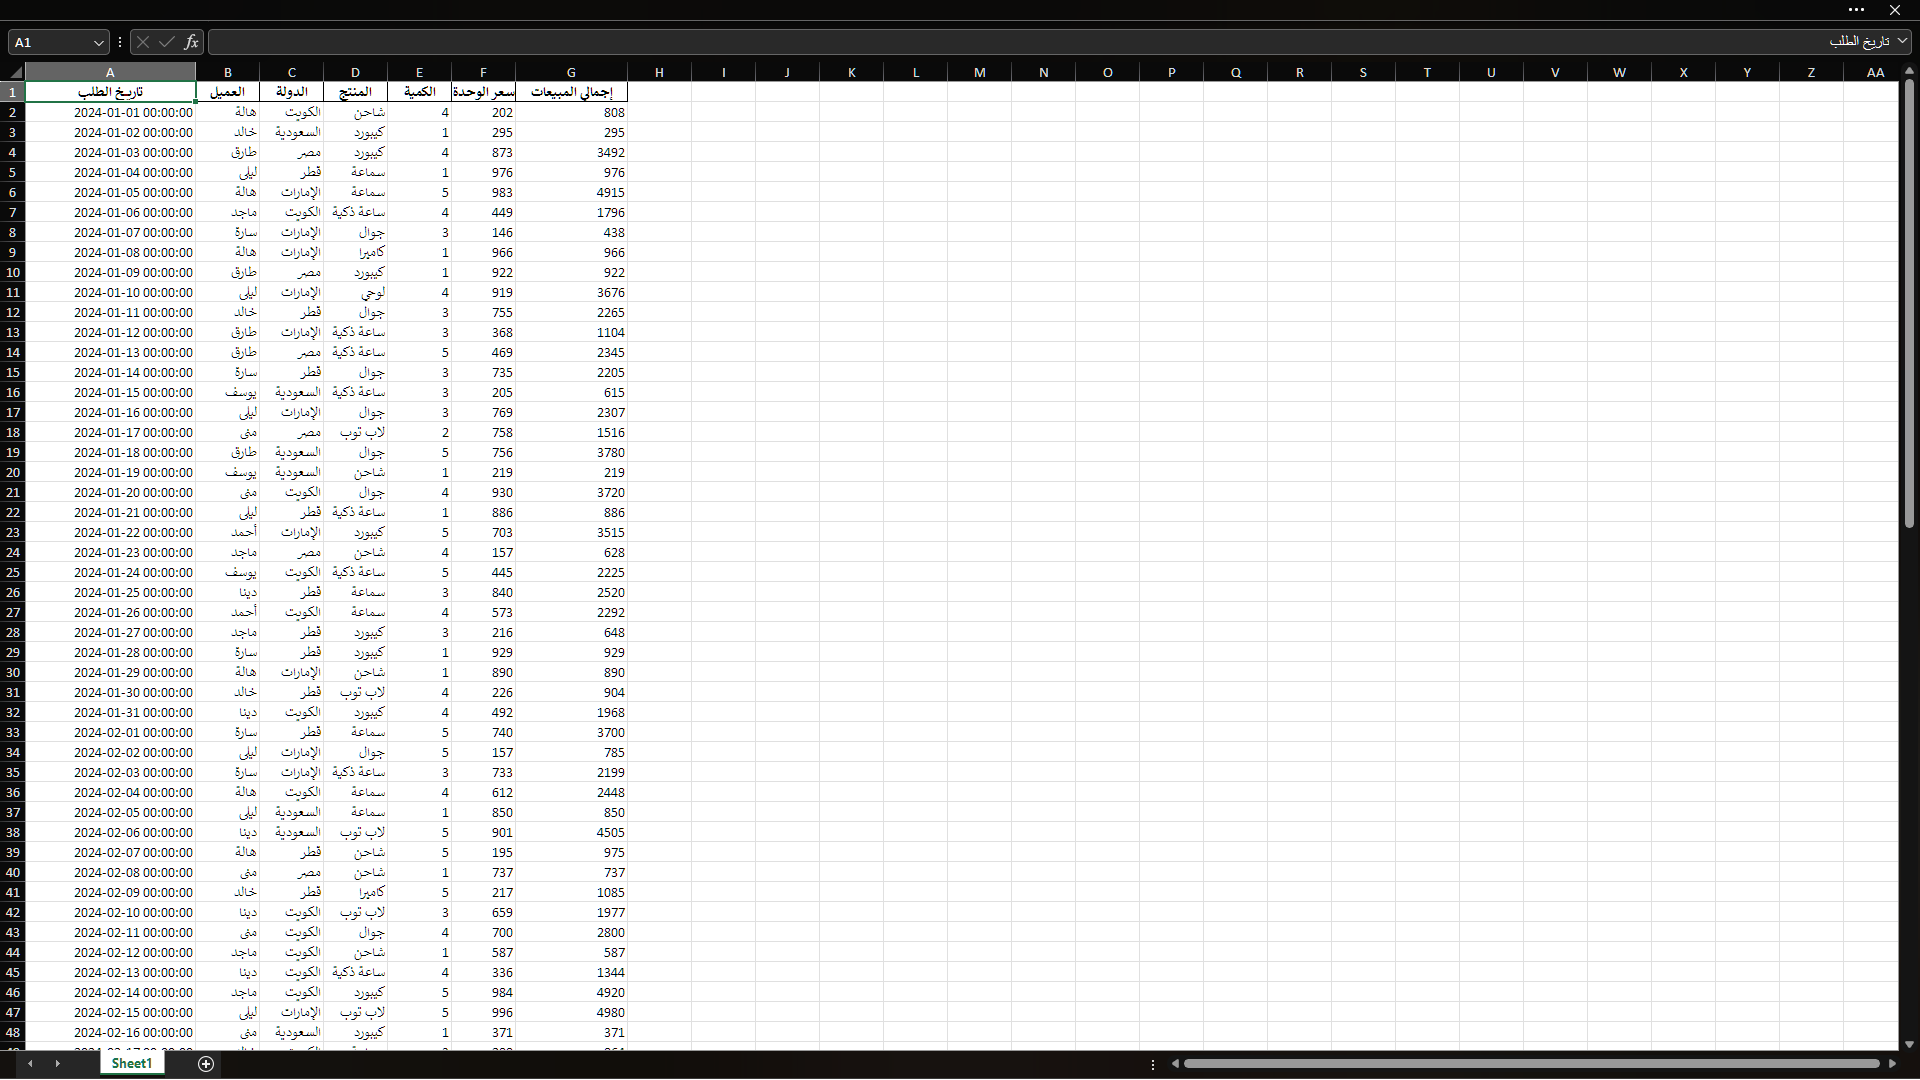 A1
fx
تاريخ الطلب
A B C D E F G H I J K L M N O P Q R S T U V W X Y Z AA
1 تاريخ الطلب العميل الدولة المنتج الكمية سعر الوحدة إجمالي المبيعات
2 2024-01-01 00:00:00 هالة الكويت شاحن 4 202 808
3 2024-01-02 00:00:00 خالد السعودية كيبورد 1 295 295
4 2024-01-03 00:00:00 طارق مصر كيبورد 4 873 3492
5 2024-01-04 00:00:00 ليلى قطر سماعة 1 976 976
6 2024-01-05 00:00:00 هالة الإمارات سماعة 5 983 4915
7 2024-01-06 00:00:00 ماجد الكويت ساعة ذكية 4 449 1796
8 2024-01-07 00:00:00 سارة الإمارات جوال 3 146 438
9 2024-01-08 00:00:00 هالة الإمارات كاميرا 1 966 966
10 2024-01-09 00:00:00 طارق مصر كيبورد 1 922 922
11 2024-01-10 00:00:00 ليلى الإمارات لوحي 4 919 3676
12 2024-01-11 00:00:00 خالد قطر جوال 3 755 2265
13 2024-01-12 00:00:00 طارق الإمارات ساعة ذكية 3 368 1104
14 2024-01-13 00:00:00 طارق مصر ساعة ذكية 5 469 2345
15 2024-01-14 00:00:00 سارة قطر جوال 3 735 2205
16 2024-01-15 00:00:00 يوسف السعودية ساعة ذكية 3 205 615
17 2024-01-16 00:00:00 ليلى الإمارات جوال 3 769 2307
18 2024-01-17 00:00:00 منى مصر لاب توب 2 758 1516
19 2024-01-18 00:00:00 طارق السعودية جوال 5 756 3780
20 2024-01-19 00:00:00 يوسف السعودية شاحن 1 219 219
21 2024-01-20 00:00:00 منى الكويت جوال 4 930 3720
22 2024-01-21 00:00:00 ليلى قطر ساعة ذكية 1 886 886
23 2024-01-22 00:00:00 أحمد الإمارات كيبورد 5 703 3515
24 2024-01-23 00:00:00 ماجد مصر شاحن 4 157 628
25 2024-01-24 00:00:00 يوسف الكويت ساعة ذكية 5 445 2225
26 2024-01-25 00:00:00 دينا قطر سماعة 3 840 2520
27 2024-01-26 00:00:00 أحمد الكويت سماعة 4 573 2292
28 2024-01-27 00:00:00 ماجد قطر كيبورد 3 216 648
29 2024-01-28 00:00:00 سارة قطر كيبورد 1 929 929
30 2024-01-29 00:00:00 هالة الإمارات شاحن 1 890 890
31 2024-01-30 00:00:00 خالد قطر لاب توب 4 226 904
32 2024-01-31 00:00:00 دينا الكويت كيبورد 4 492 1968
33 2024-02-01 00:00:00 سارة قطر سماعة 5 740 3700
34 2024-02-02 00:00:00 ليلى الإمارات جوال 5 157 785
35 2024-02-03 00:00:00 سارة الإمارات ساعة ذكية 3 733 2199
36 2024-02-04 00:00:00 هالة الكويت سماعة 4 612 2448
37 2024-02-05 00:00:00 ليلى السعودية سماعة 1 850 850
38 2024-02-06 00:00:00 دينا السعودية لاب توب 5 901 4505
39 2024-02-07 00:00:00 هالة قطر شاحن 5 195 975
40 2024-02-08 00:00:00 منى مصر شاحن 1 737 737
41 2024-02-09 00:00:00 خالد قطر كاميرا 5 217 1085
42 2024-02-10 00:00:00 دينا الكويت لاب توب 3 659 1977
43 2024-02-11 00:00:00 منى الكويت جوال 4 700 2800
44 2024-02-12 00:00:00 ماجد الكويت شاحن 1 587 587
45 2024-02-13 00:00:00 دينا الكويت ساعة ذكية 4 336 1344
46 2024-02-14 00:00:00 ماجد الكويت كيبورد 5 984 4920
47 2024-02-15 00:00:00 ليلى الإمارات لاب توب 5 996 4980
48 2024-02-16 00:00:00 منى السعودية كيبورد 1 371 371
Sheet1